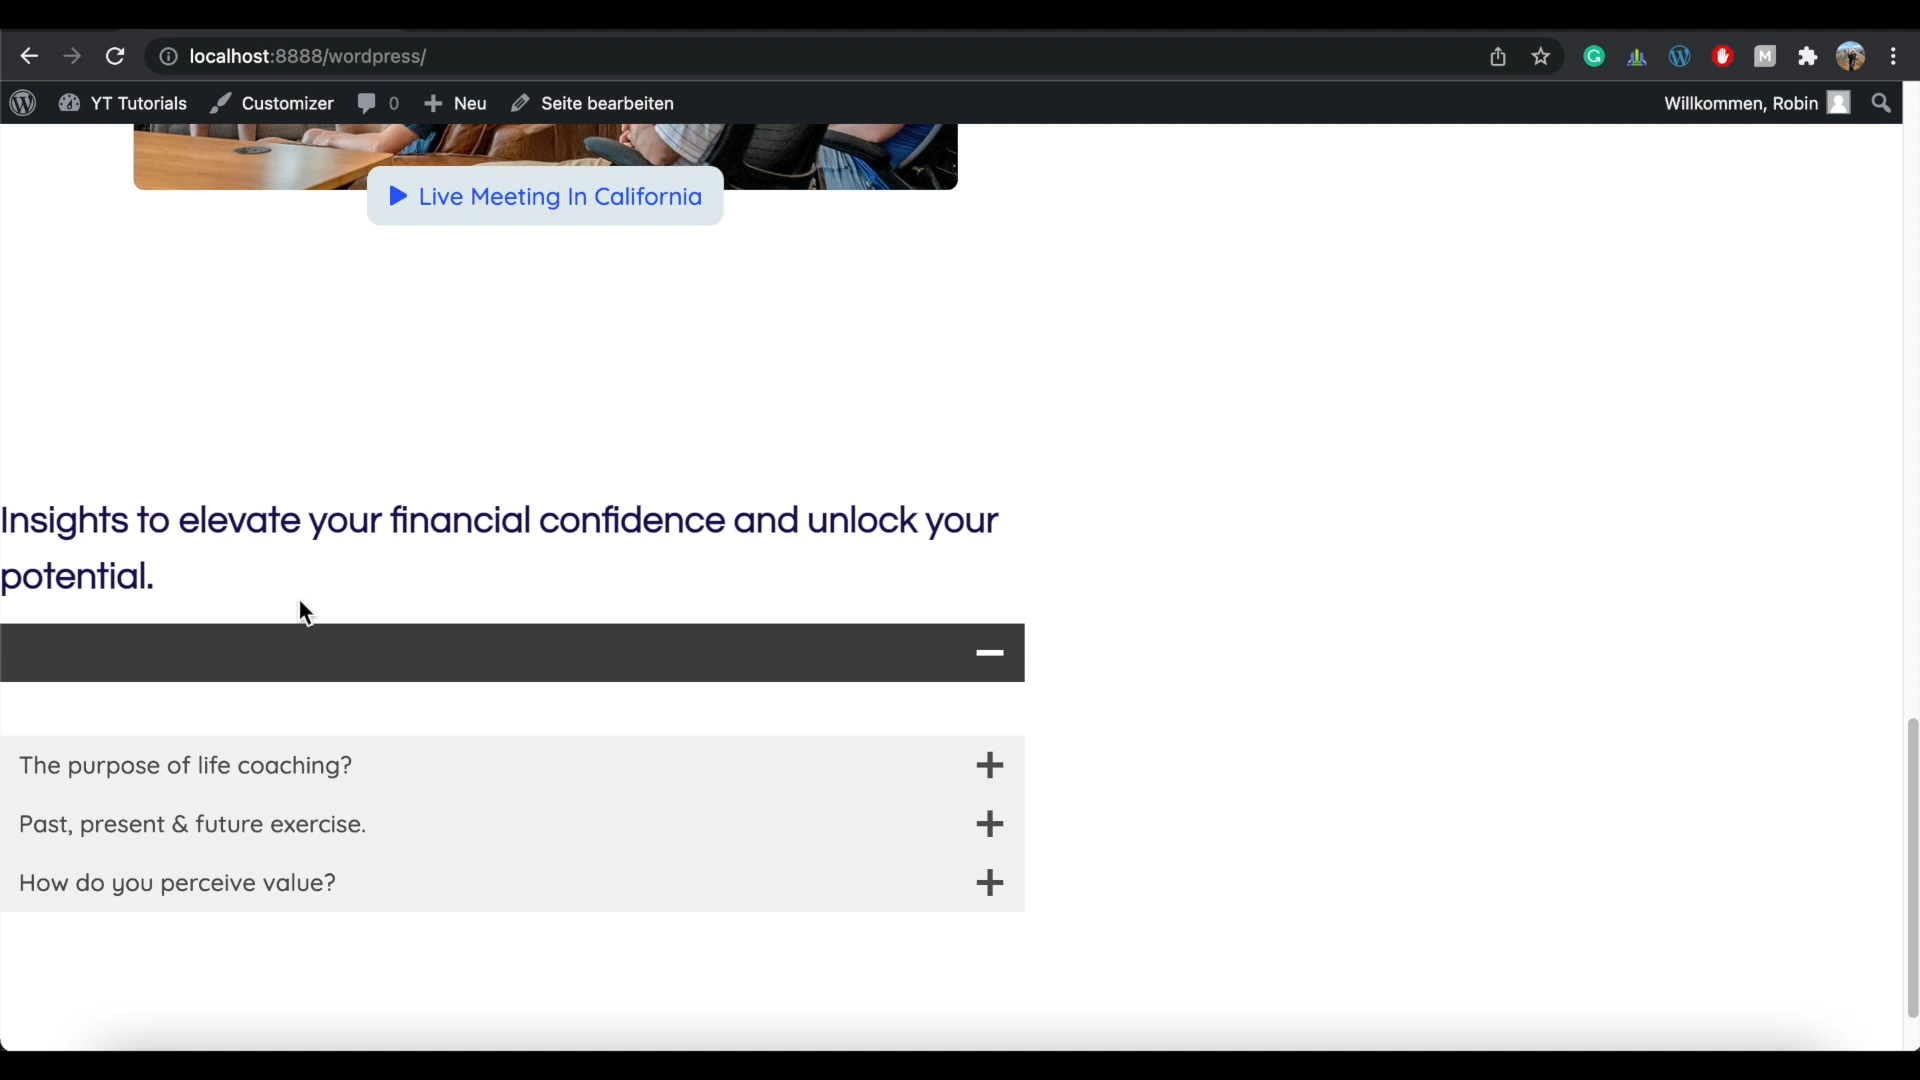 localhost:8888/wordpress/
YT Tutorials Customizer 0 Neu Seite bearbeiten Willkommen, Robin
Live Meeting In California
Insights to elevate your financial confidence and unlock your
potential.
The purpose of life coaching?
Past, present & future exercise.
How do you perceive value?